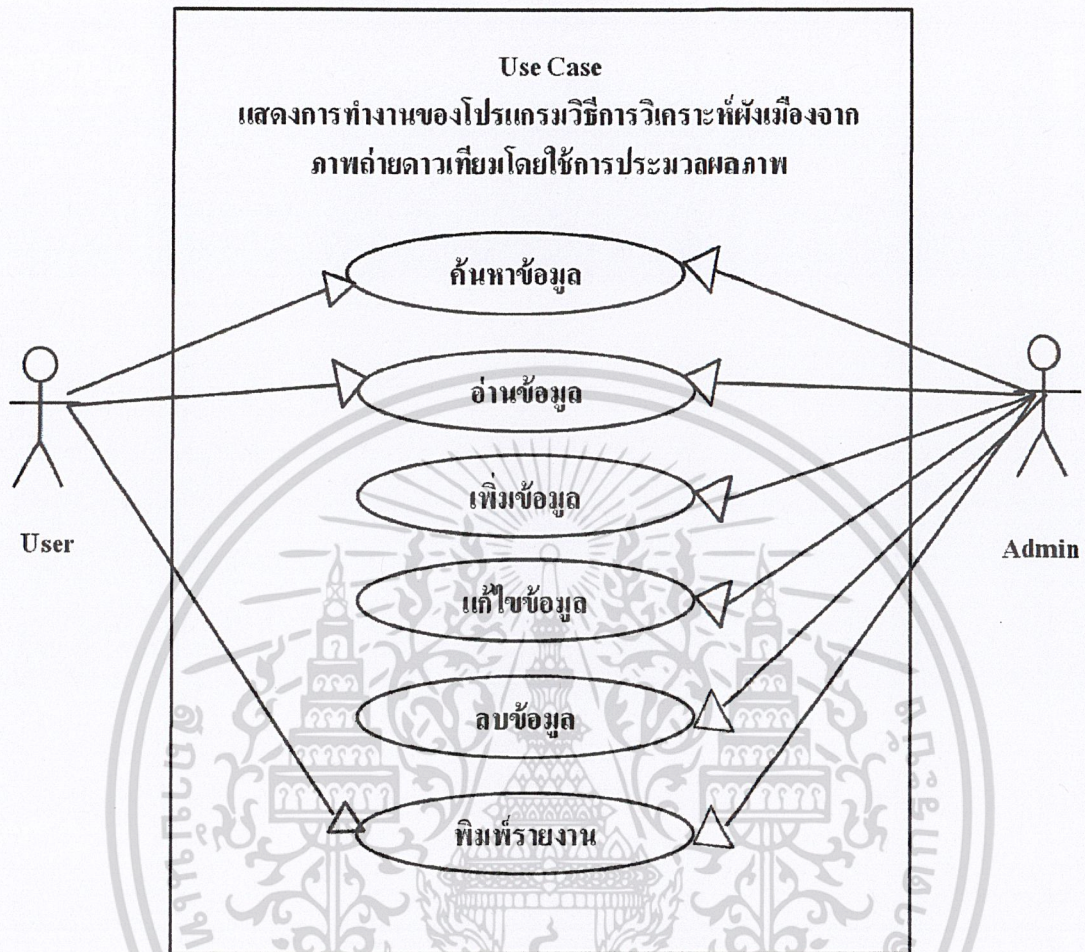 Use Case
แสดงการทำงานของโปรแกรมวิธีการวิเคราะห์ผังเมืองจาก
ภาพถ่ายดาวเทียมโดยใช้การประมวลผลภาพ
ค้นหาข้อมูล
อ่านข้อมูล
เพิ่มข้อมูล
User
Admin
แก้ไขข้อมูล
ลบข้อมูล
พิมพ์รายงาน